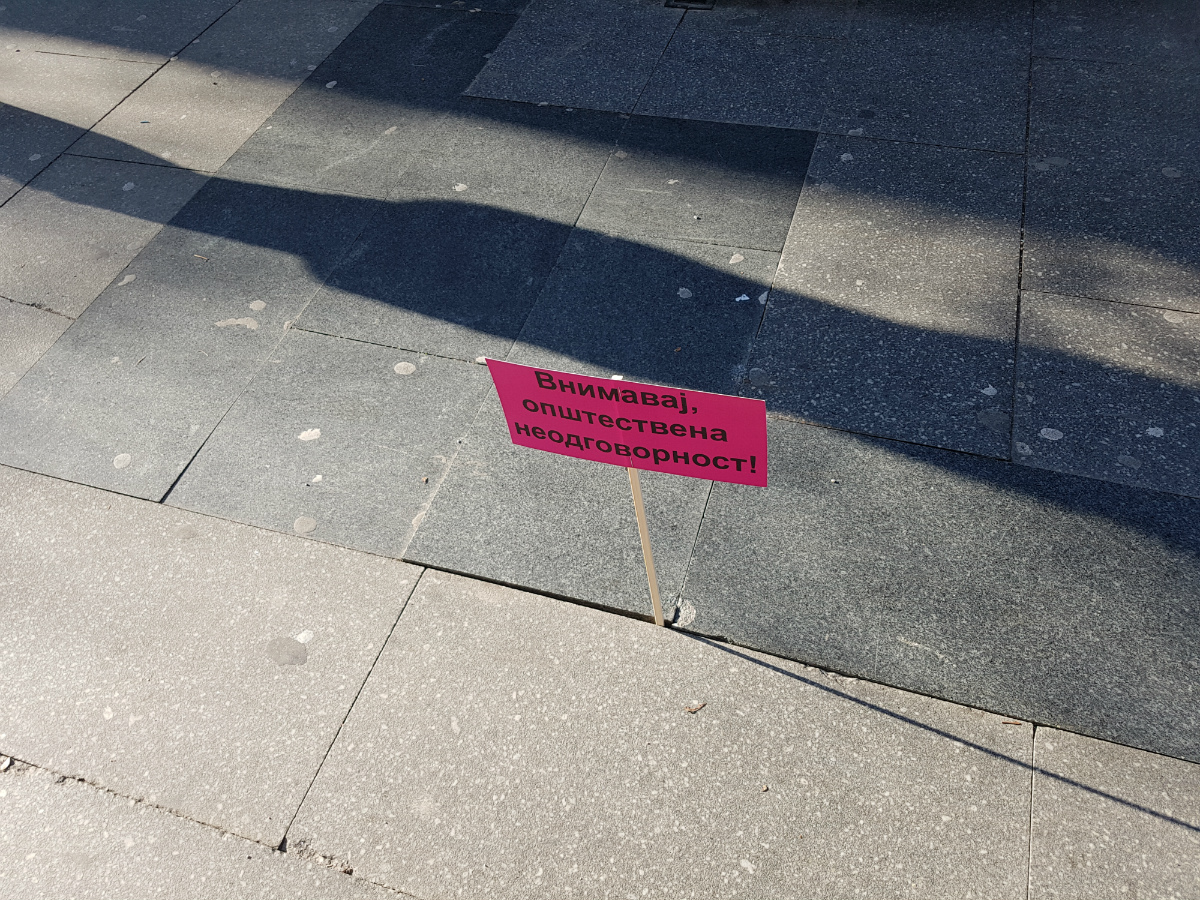 Внимавај,
општествена
неодговорност!